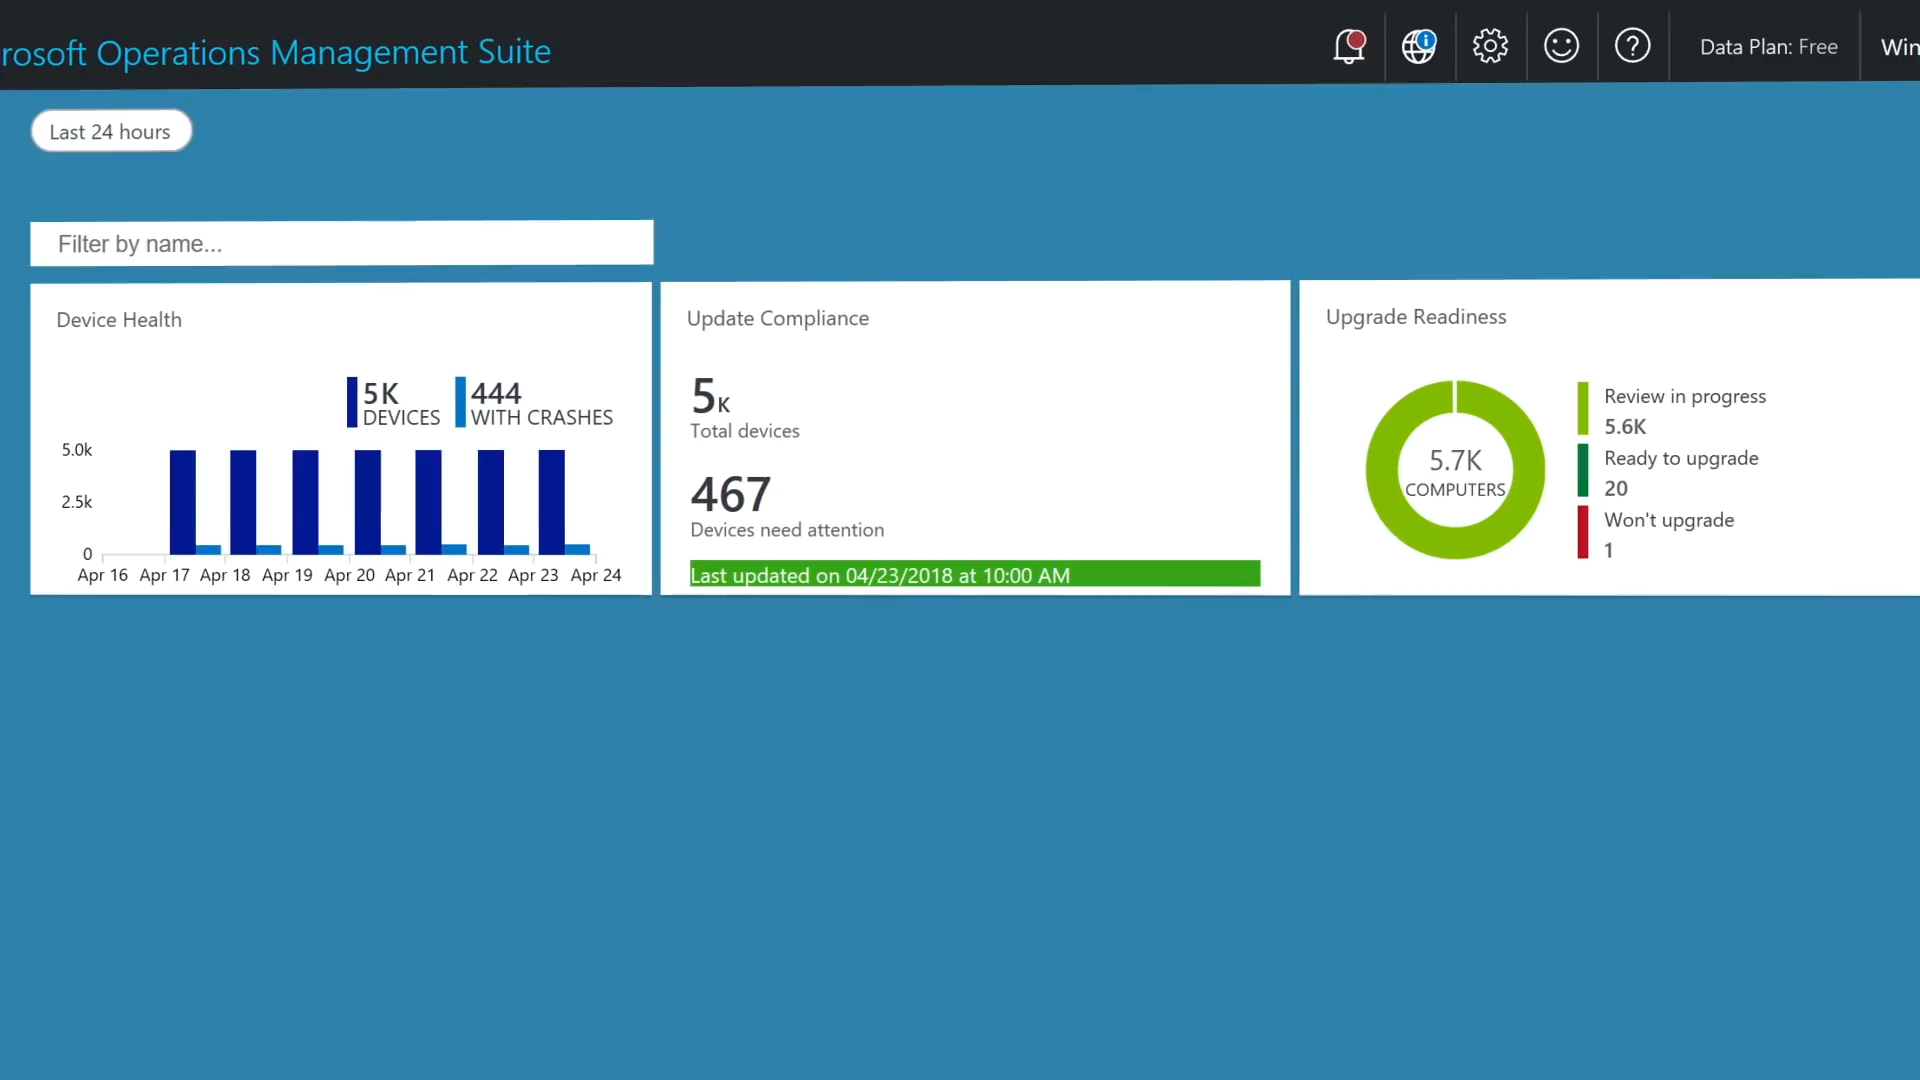 rosoft Operations Management Suite
Data Plan: Free
Win
Last 24 hours
Filter by name...
Device Health
5K
DEVICES
444
WITH CRASHES
5.0k
2.5k
0
Apr 16 Apr 17 Apr 18 Apr 19 Apr 20 Apr 21 Apr 22 Apr 23 Apr 24
Update Compliance
5K
Total devices
467
Devices need attention
Last updated on 04/23/2018 at 10:00 AM
Upgrade Readiness
5.7K
COMPUTERS
Review in progress
5.6K
Ready to upgrade
20
Won't upgrade
1